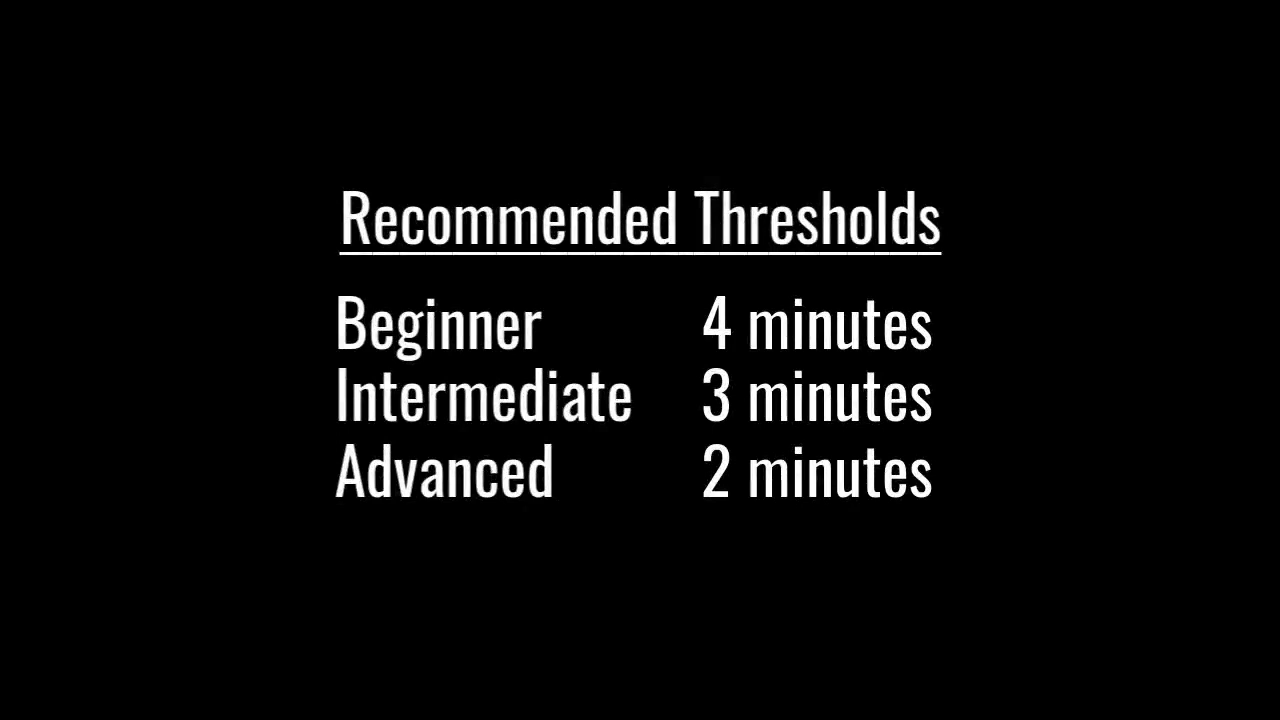 Recommended Thresholds
Beginner 4 minutes
Intermediate 3 minutes
Advanced 2 minutes